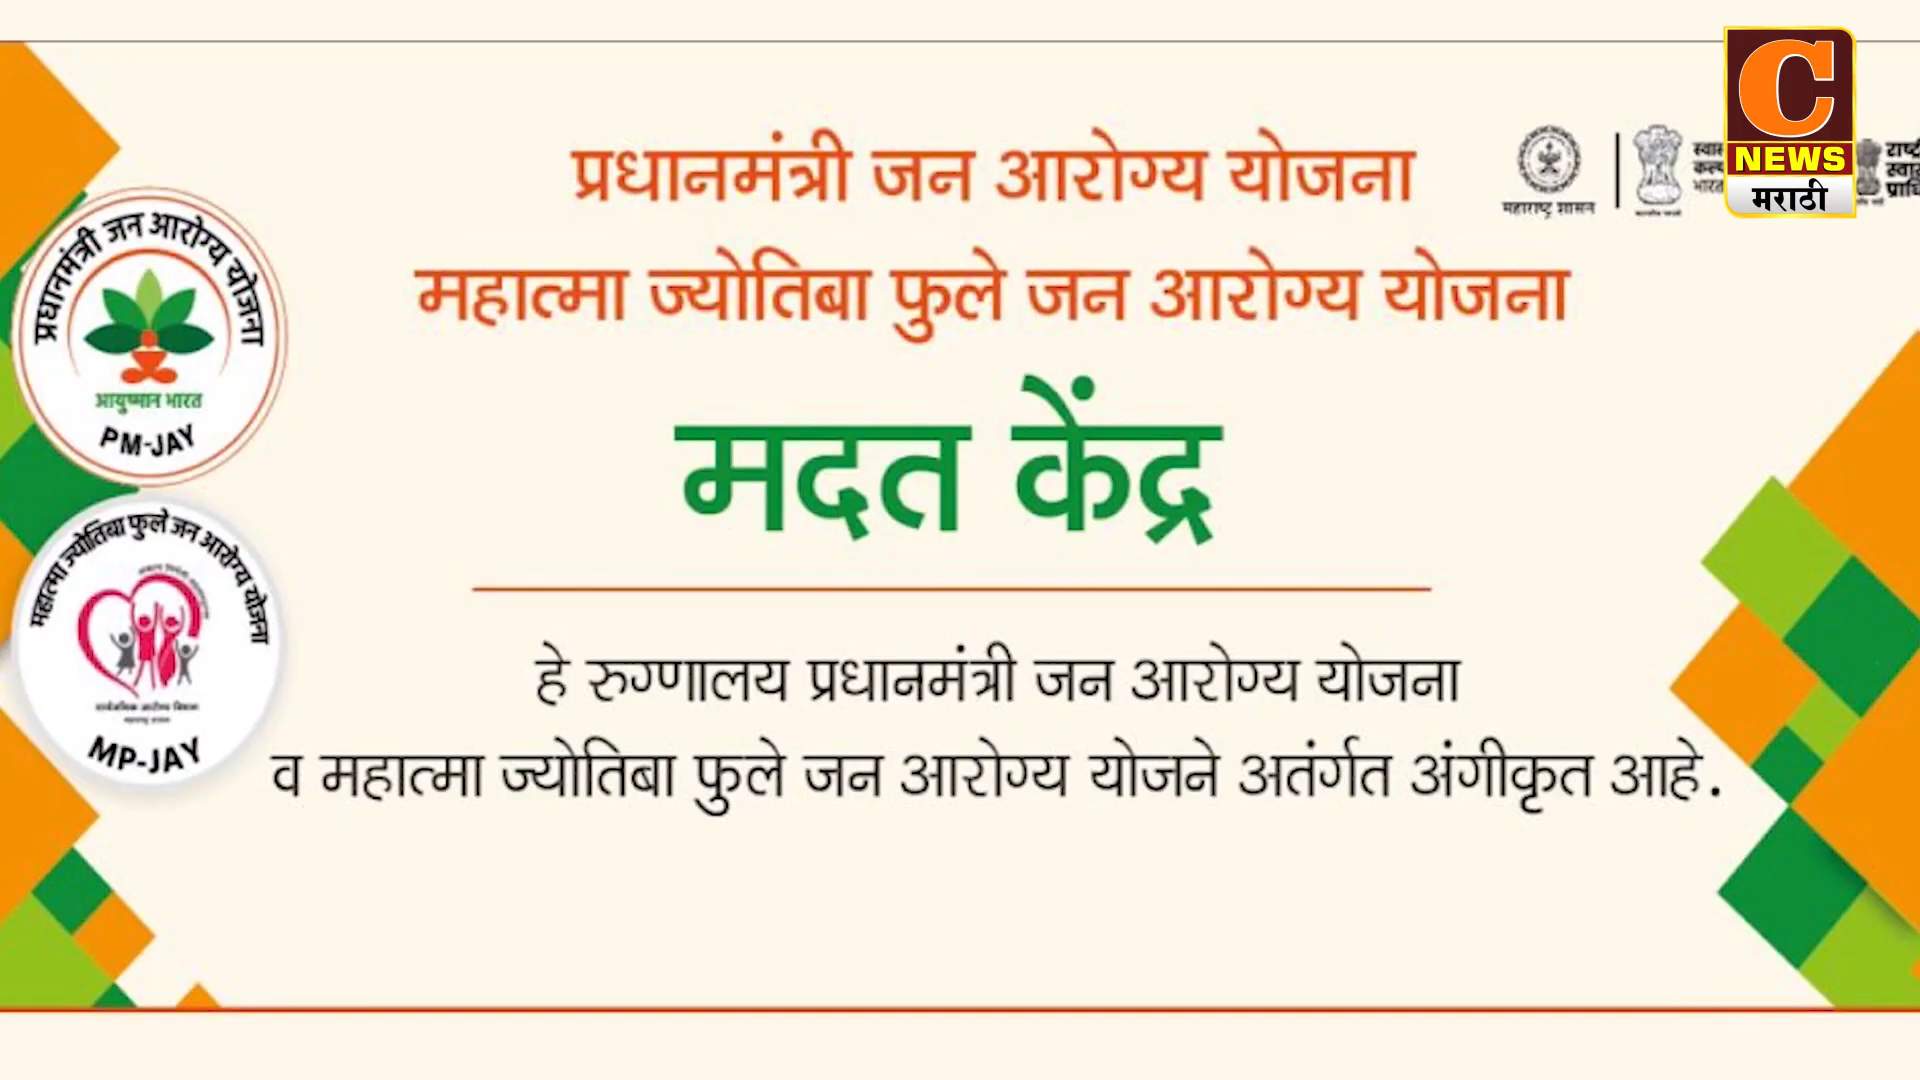 प्रधानमंत्री जन आरोग्य योजना
महात्मा ज्योतिबा फुले जन आरोग्य योजना
मदत केंद्र
हे रुग्णालय प्रधानमंत्री जन आरोग्य योजना
व महात्मा ज्योतिबा फुले जन आरोग्य योजने अतंर्गत अंगीकृत आहे.
प्रधानमंत्री जन आरोग्य योजना
आयुष्मान भारत
PM-JAY
महात्मा ज्योतिबा फुले जन आरोग्य योजना
सार्वजनिक आरोग्य विभाग
MP-JAY
महाराष्ट्र शासन
C
NEWS
मराठी